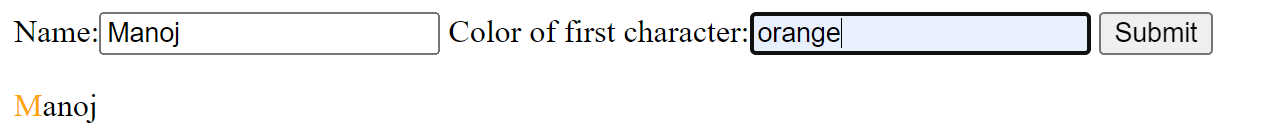 Name: Manoj Color of first character: orange Submit
Manoj